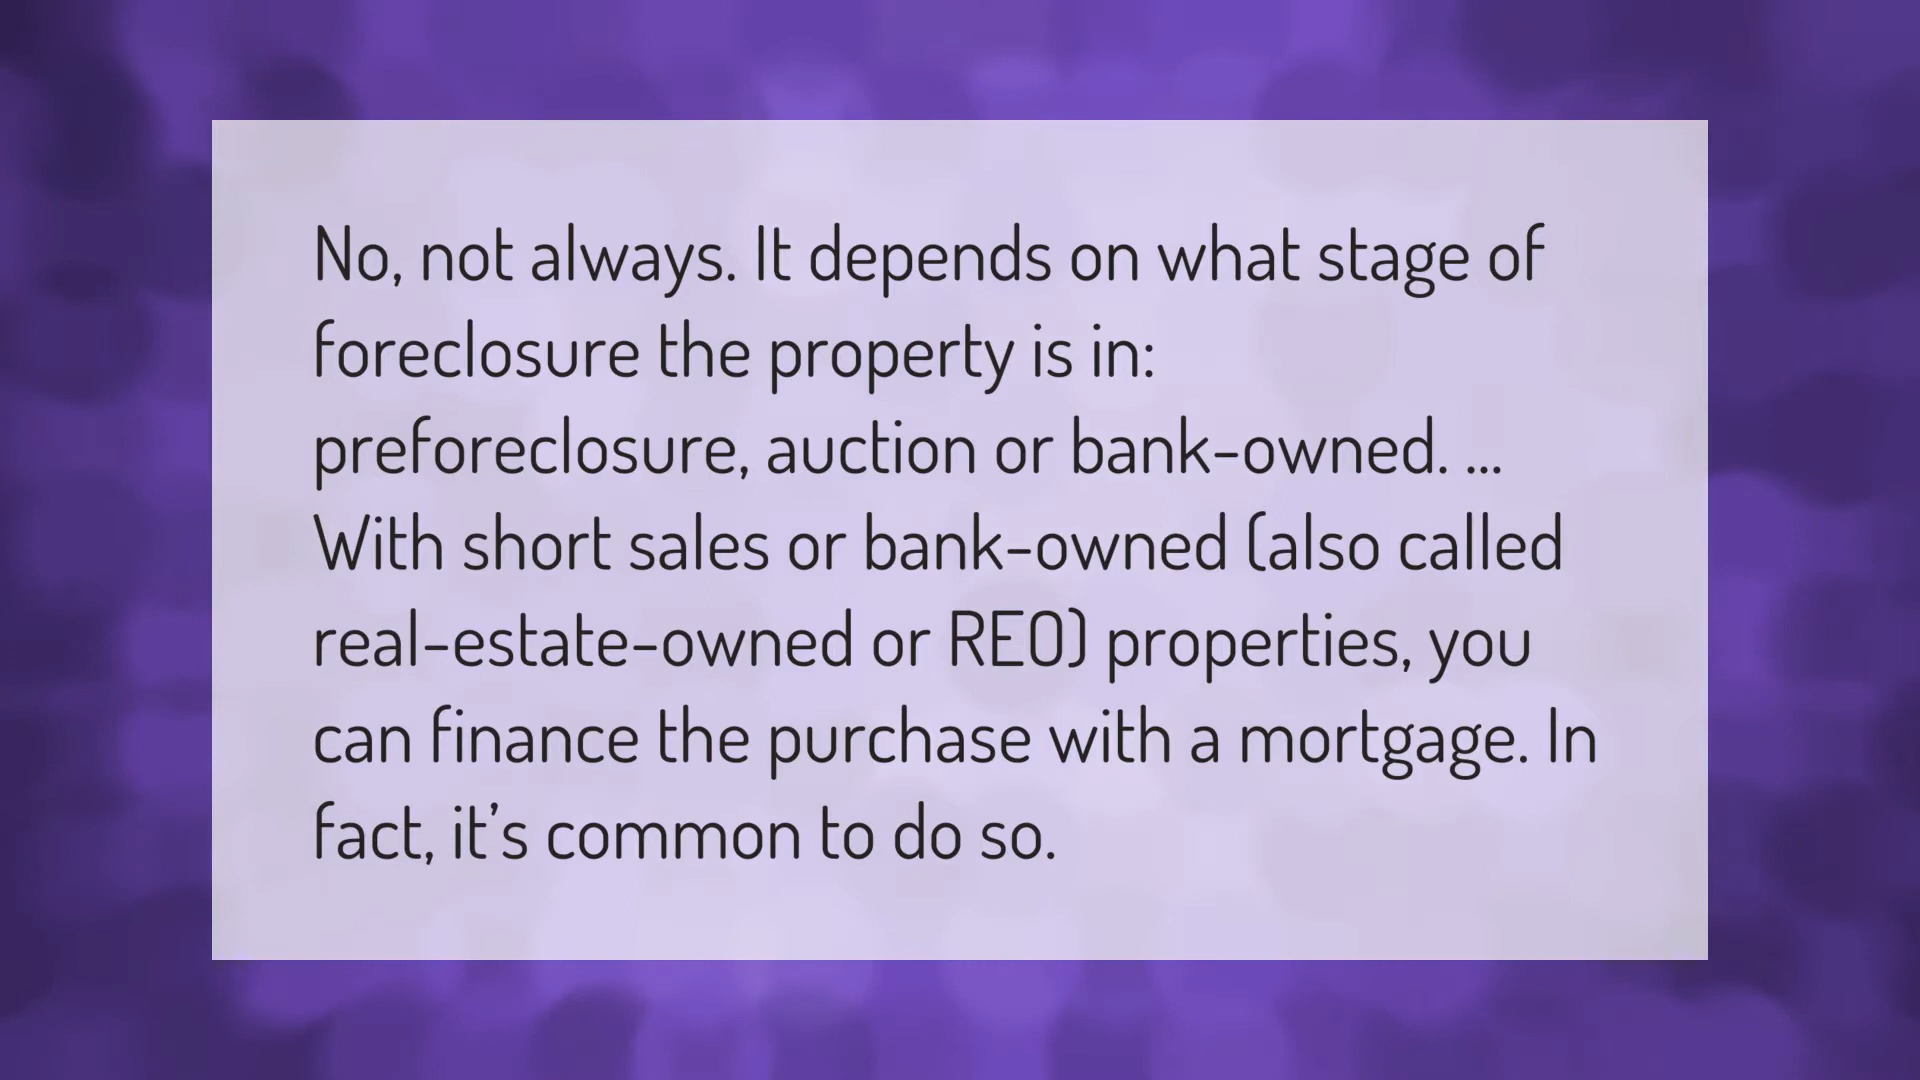 No, not always. It depends on what stage of
foreclosure the property is in:
preforeclosure, auction or bank-owned. ...
With short sales or bank-owned (also called
real-estate-owned or REO) properties, you
can finance the purchase with a mortgage. In
fact, it’s common to do so.